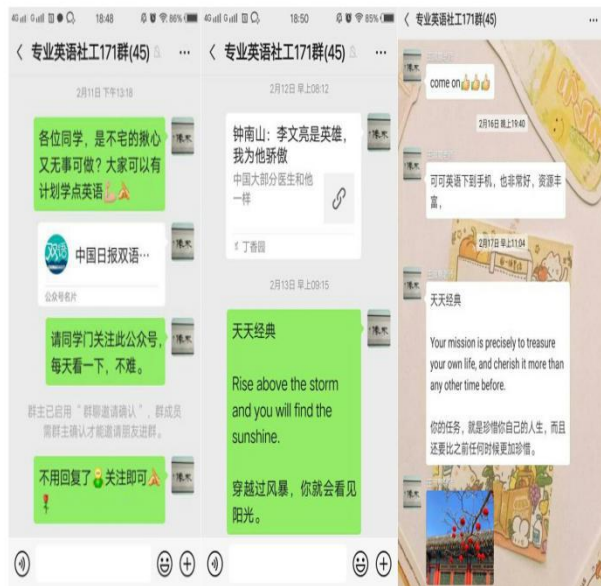 18:48
86%
专业英语社工171群(45)
2月11日 下午13:18
各位同学，是不宅的揪心
又无事可做？大家可以有
计划学点英语
双语
中国日报双语…
公众号名片
请同学门关注此公众号，
每天看一下，不难。
群主已启用“群聊邀请确认”，群成员
需群主确认才能邀请朋友进群。
不用回复了 关注即可
18:50
85%
专业英语社工171群(45)
2月12日 早上08:12
钟南山：李文亮是英雄，
我为他骄傲
中国大部分医生和他
一样
丁香园
2月13日 早上09:15
天天经典
Rise above the storm
and you will find the
sunshine.
穿越过风暴，你就会看见
阳光。
专业英语社工171群(45)
come on
2月16日 晚上19:40
可可英语下到手机，也非常好，资源丰
富，
2月17日 早上11:04
天天经典
Your mission is precisely to treasure
your own life, and cherish it more than
any other time before.
你的任务，就是珍惜你自己的人生，而且
还要比之前任何时候更加珍惜。